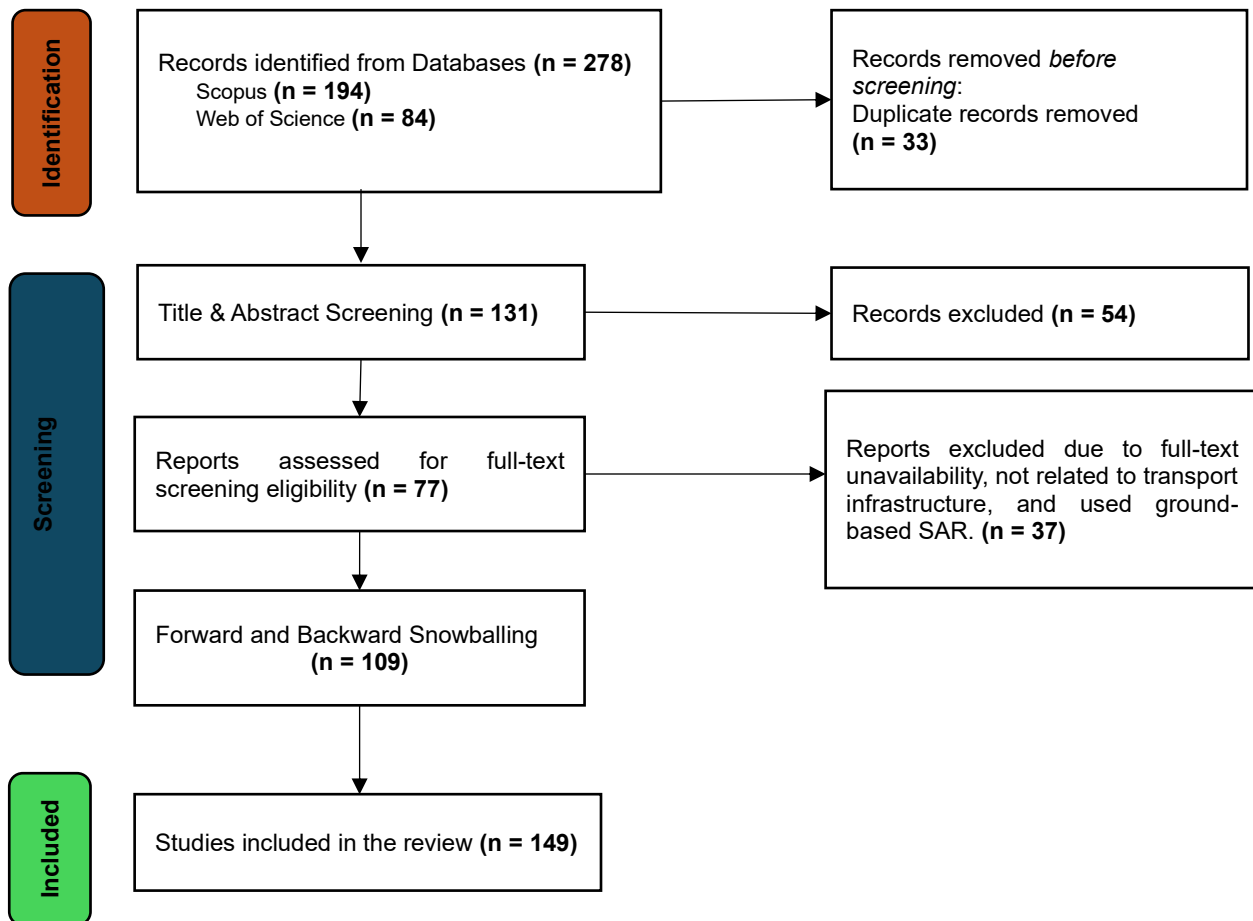 Identification
Records identified from Databases (n = 278)
Scopus (n = 194)
Web of Science (n = 84)
Records removed before
screening:
Duplicate records removed
(n = 33)
Screening
Title & Abstract Screening (n = 131)
Records excluded (n = 54)
Reports assessed for full-text
screening eligibility (n = 77)
Reports excluded due to full-text
unavailability, not related to transport
infrastructure, and used ground-
based SAR. (n = 37)
Forward and Backward Snowballing
(n = 109)
Included
Studies included in the review (n = 149)